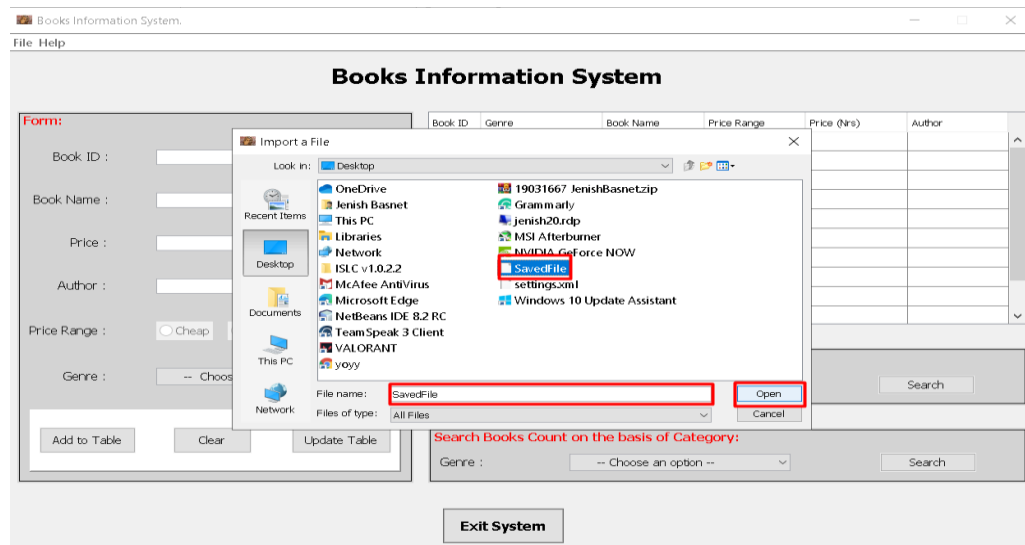 Books Information System.
File Help
Books Information System
Form:
Book ID :
Book Name :
Price :
Author :
Price Range :
Cheap
Genre :
-- Choos
Add to Table
Clear
Update Table
Book ID Genre Book Name Price Range Price (Nrs) Author
Import a File
Look in: Desktop
Recent Items
Desktop
Documents
This PC
Network
OneDrive
Jenish Basnet
This PC
Libraries
Network
ISLC v1.0.2.2
McAfee AntiVirus
Microsoft Edge
NetBeans IDE 8.2 RC
TeamSpeak 3 Client
VALORANT
yoyy
19031667 JenishBasnet.zip
Grammarly
jenish20.rdp
MSI Afterburner
NVIDIA GeForce NOW
SavedFile
settings.xml
Windows 10 Update Assistant
File name: SavedFile
Open
Files of type: All Files
Cancel
Search
Search Books Count on the basis of Category:
Genre : -- Choose an option --
Search
Exit System